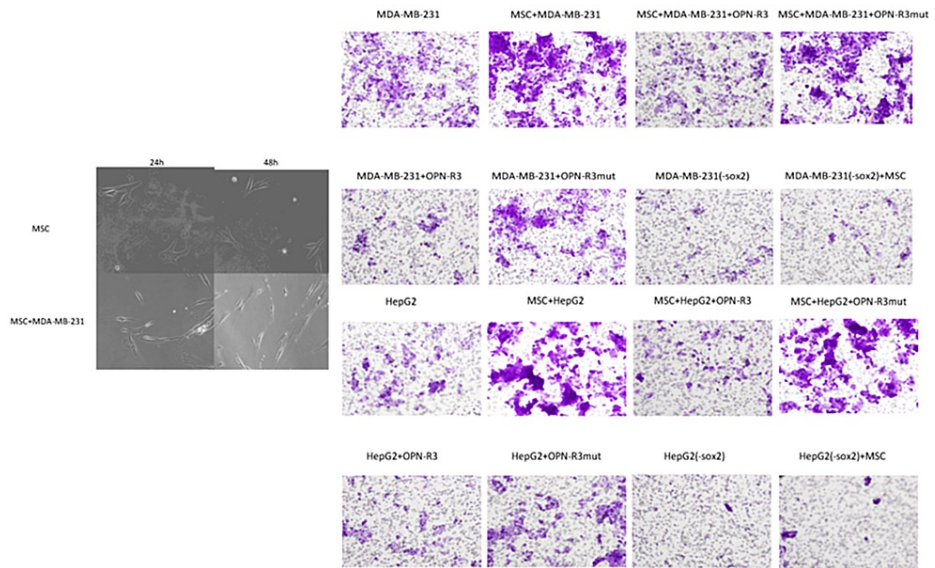 MDA-MB-231
MSC+MDA-MB-231
MSC+MDA-MB-231+OPN-R3
MSC+MDA-MB-231+OPN-R3mut
24h
48h
MSC
MSC+MDA-MB-231
MDA-MB-231+OPN-R3
MDA-MB-231+OPN-R3mut
MDA-MB-231(-sox2)
MDA-MB-231(-sox2)+MSC
HepG2
MSC+HepG2
MSC+HepG2+OPN-R3
MSC+HepG2+OPN-R3mut
HepG2+OPN-R3
HepG2+OPN-R3mut
HepG2(-sox2)
HepG2(-sox2)+MSC